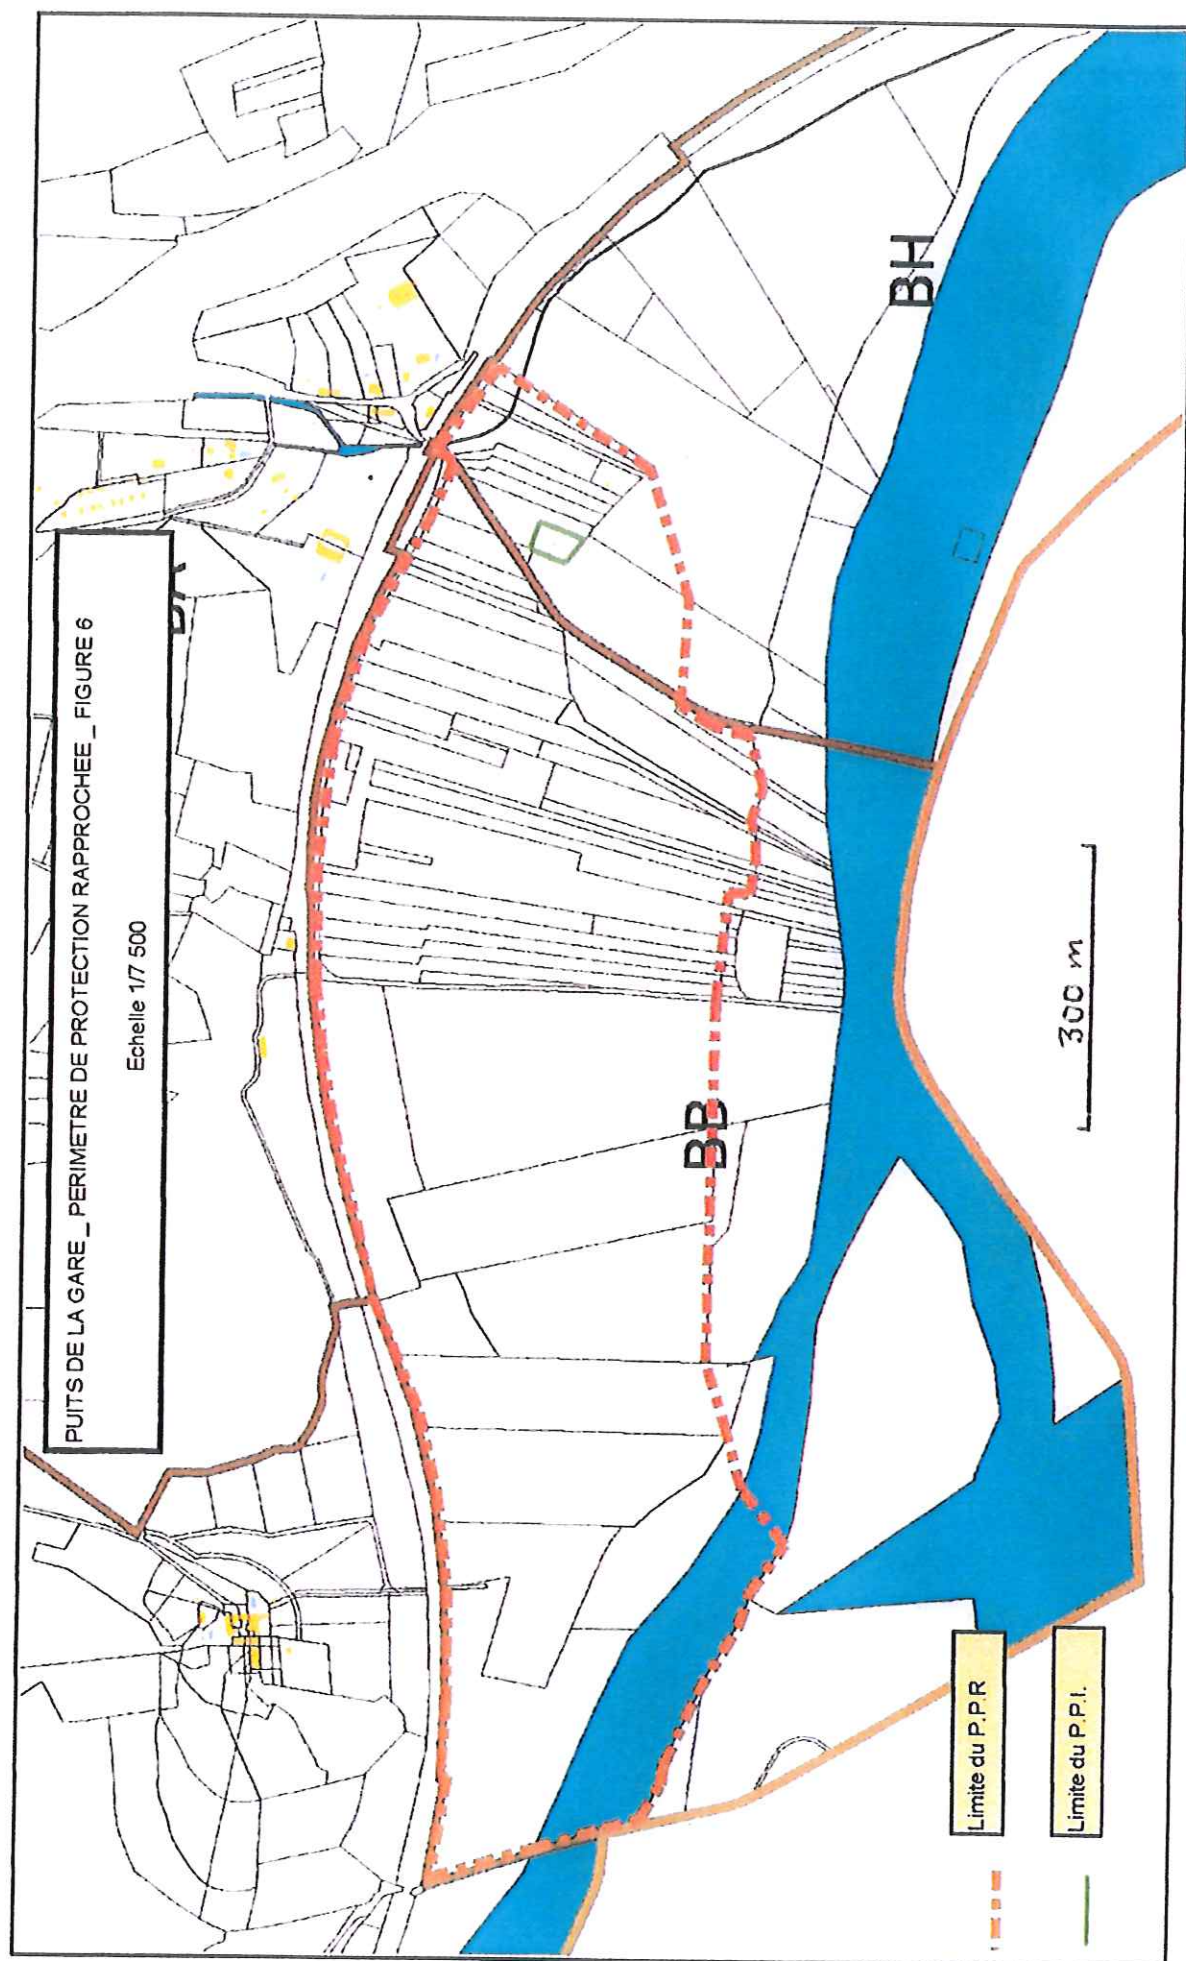 PUITS DE LA GARE_ PERIMETRE DE PROTECTION RAPPROCHEE_ FIGURE 6
Echelle 1/7 500
BH
BB
300 m
Limite du P.P.R
Limite du P.P.I.